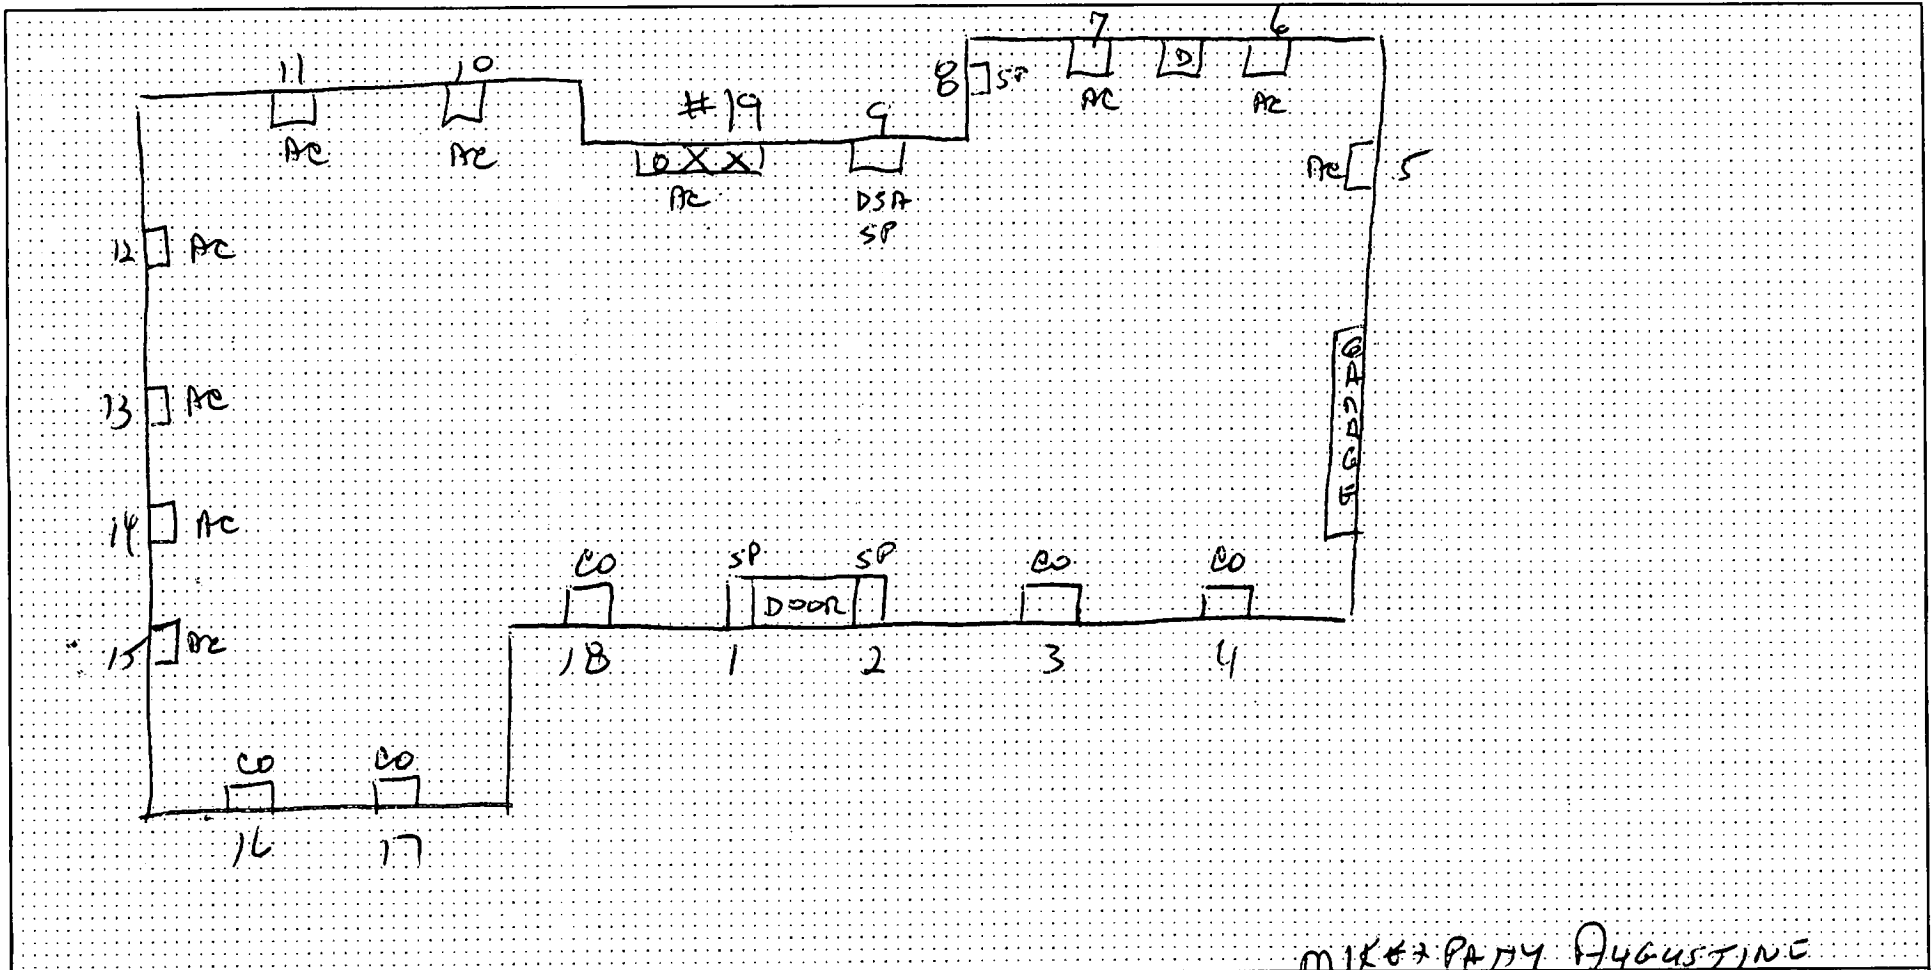 7 6
11 10 8 SP D
#19 9 AC AC
AC AC O X X AC 5
AC DSA
SP
12 AC
13 AC
GARAGE
14 AC
CO SP SP CO CO
DOOR
15 AC
18 1 2 3 4
CO CO
16 17
MIKE + PATTY AUGUSTINE